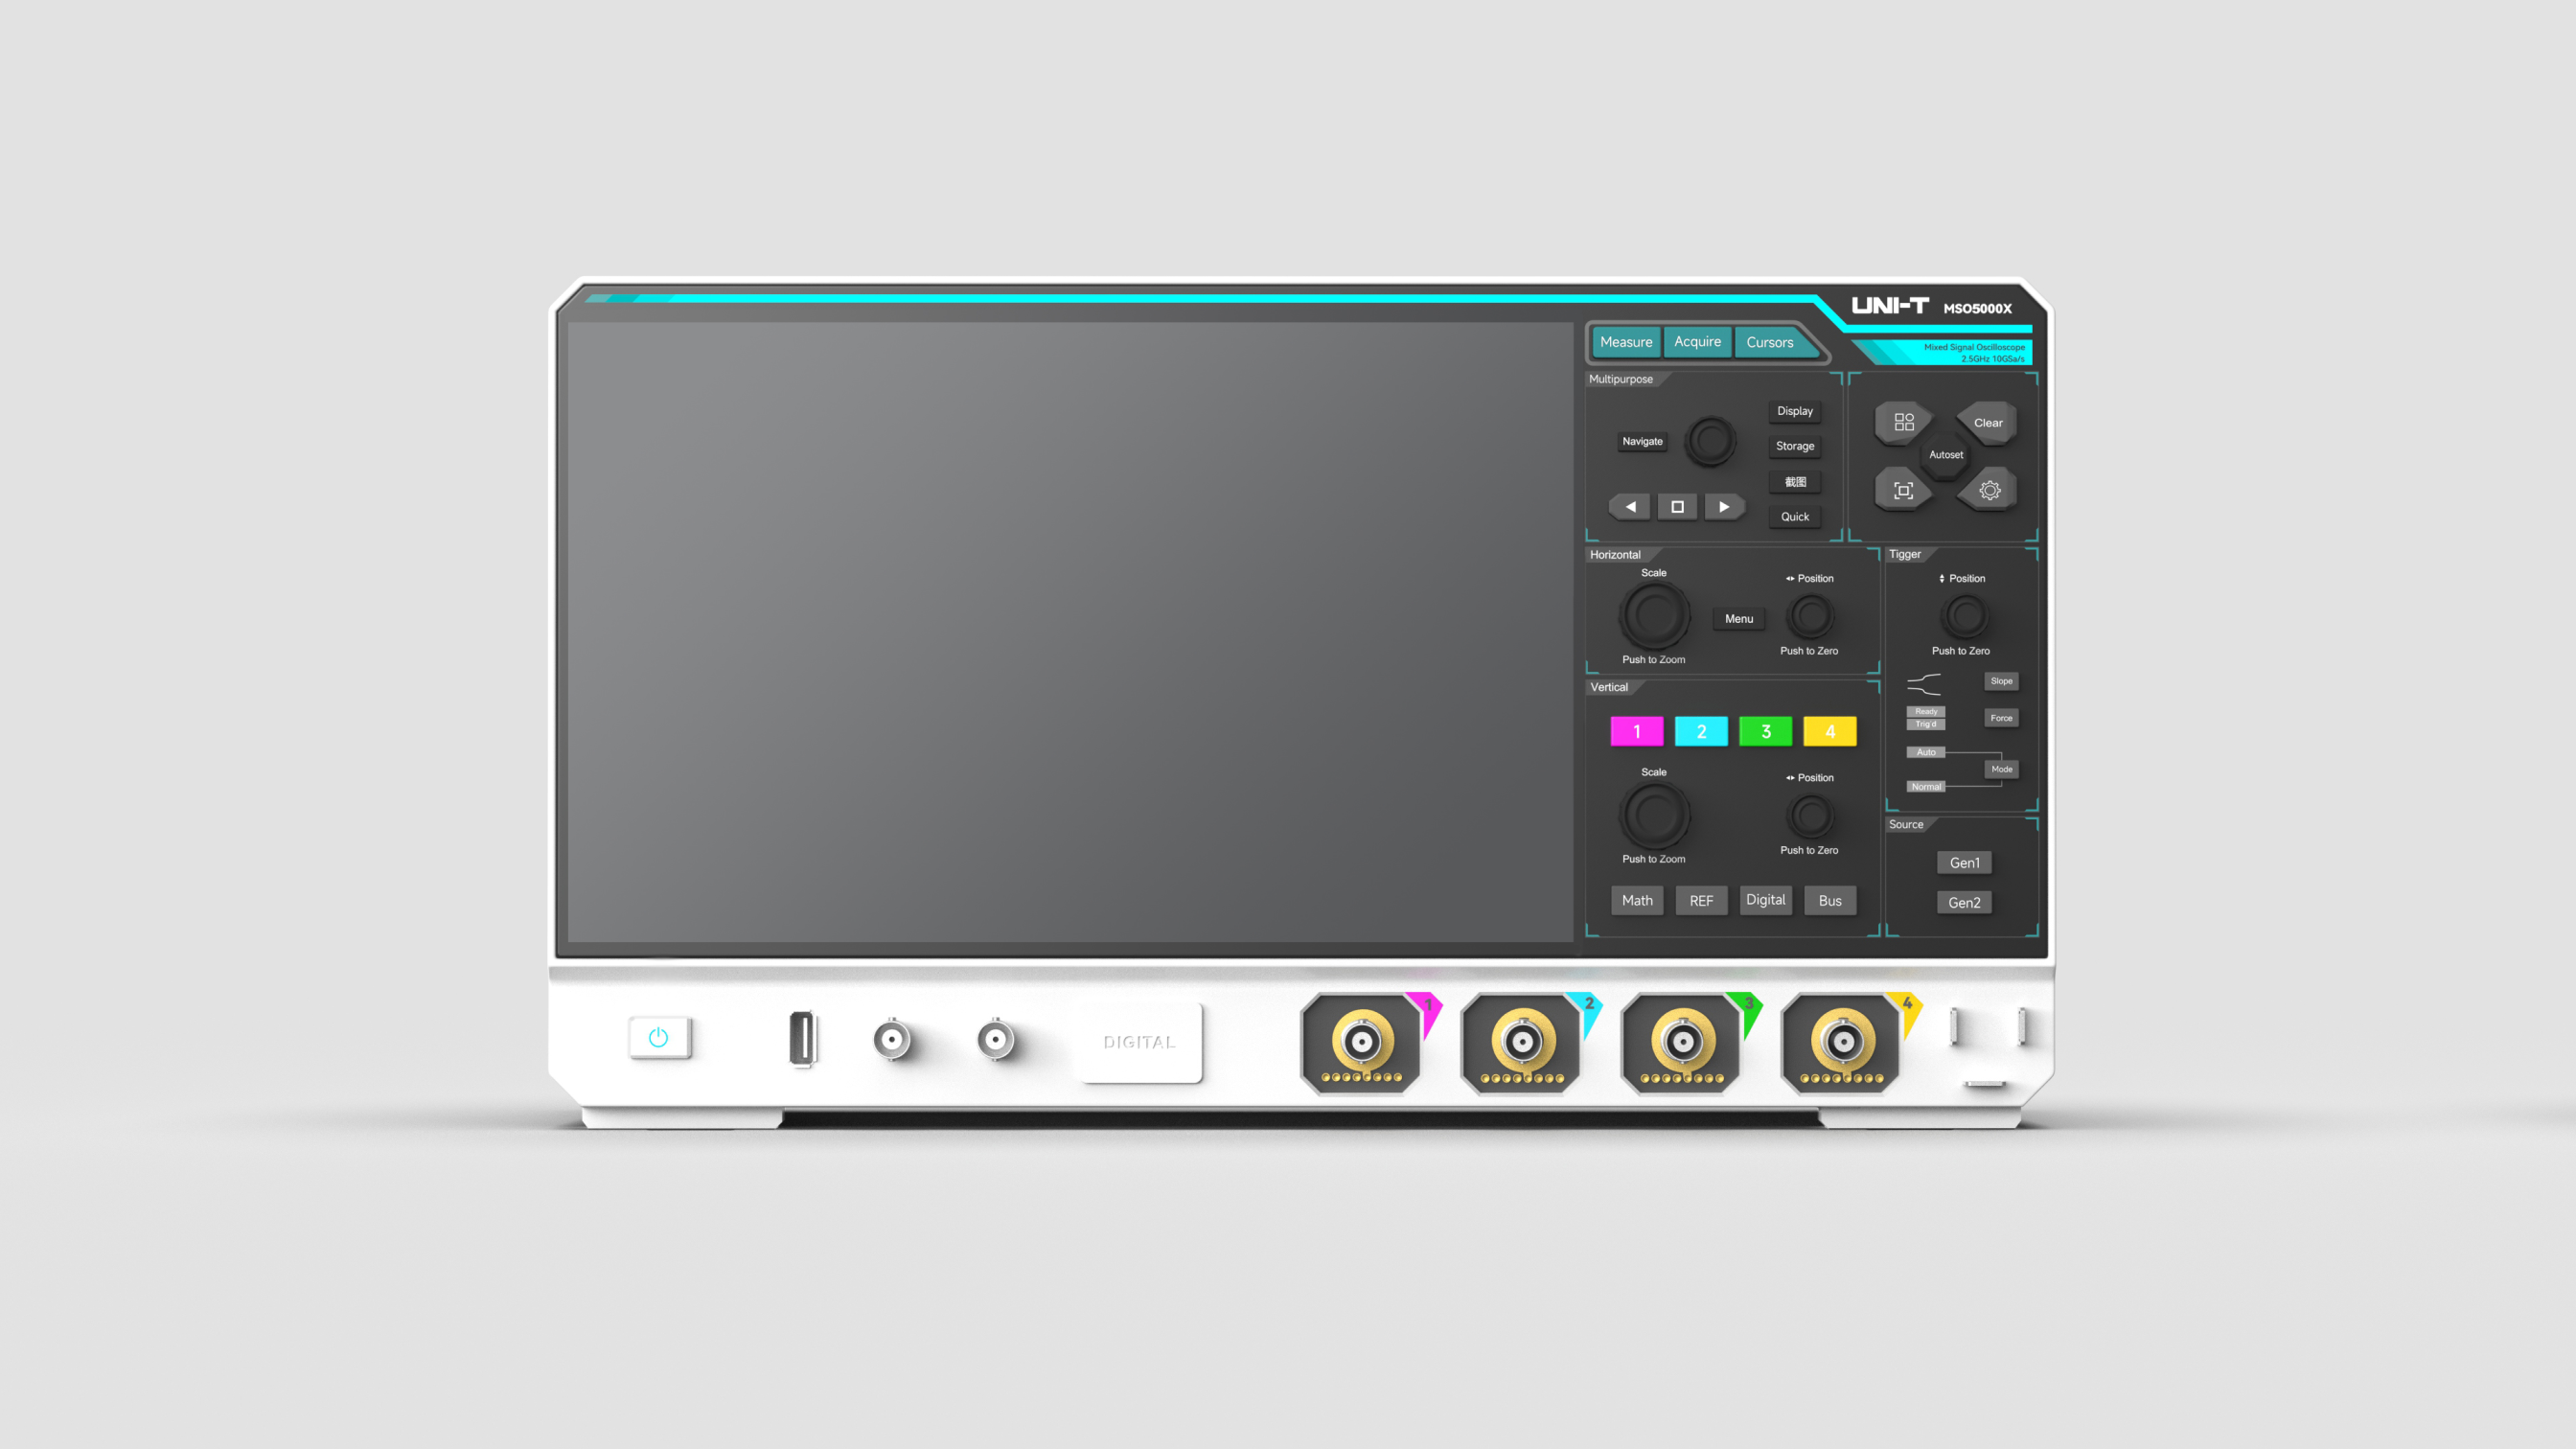 UNI-T MSO5000X
Mixed Signal Oscilloscope
2.5GHz 10GSa/s
Measure Acquire Cursors
Multipurpose
Navigate
Display
Storage
截图
Quick
Clear
Autoset
Horizontal
Scale
Push to Zoom
Menu
Position
Push to Zero
Tigger
Position
Push to Zero
Slope
Ready
Trig'd
Force
Auto
Mode
Normal
Vertical
1 2 3 4
Scale
Push to Zoom
Position
Push to Zero
Math REF Digital Bus
Source
Gen1
Gen2
DIGITAL
1 2 3 4